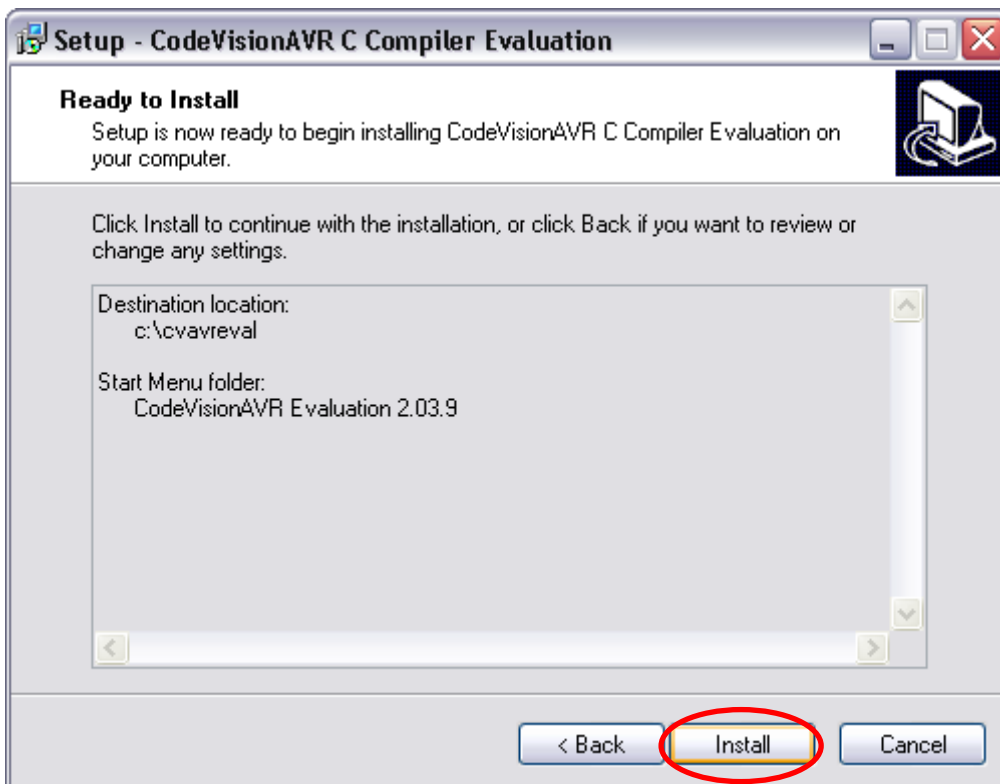 Setup - CodeVisionAVR C Compiler Evaluation
Ready to Install
Setup is now ready to begin installing CodeVisionAVR C Compiler Evaluation on
your computer.
Click Install to continue with the installation, or click Back if you want to review or
change any settings.
Destination location:
c:\cvavreval
Start Menu folder:
CodeVisionAVR Evaluation 2.03.9
< Back
Install
Cancel